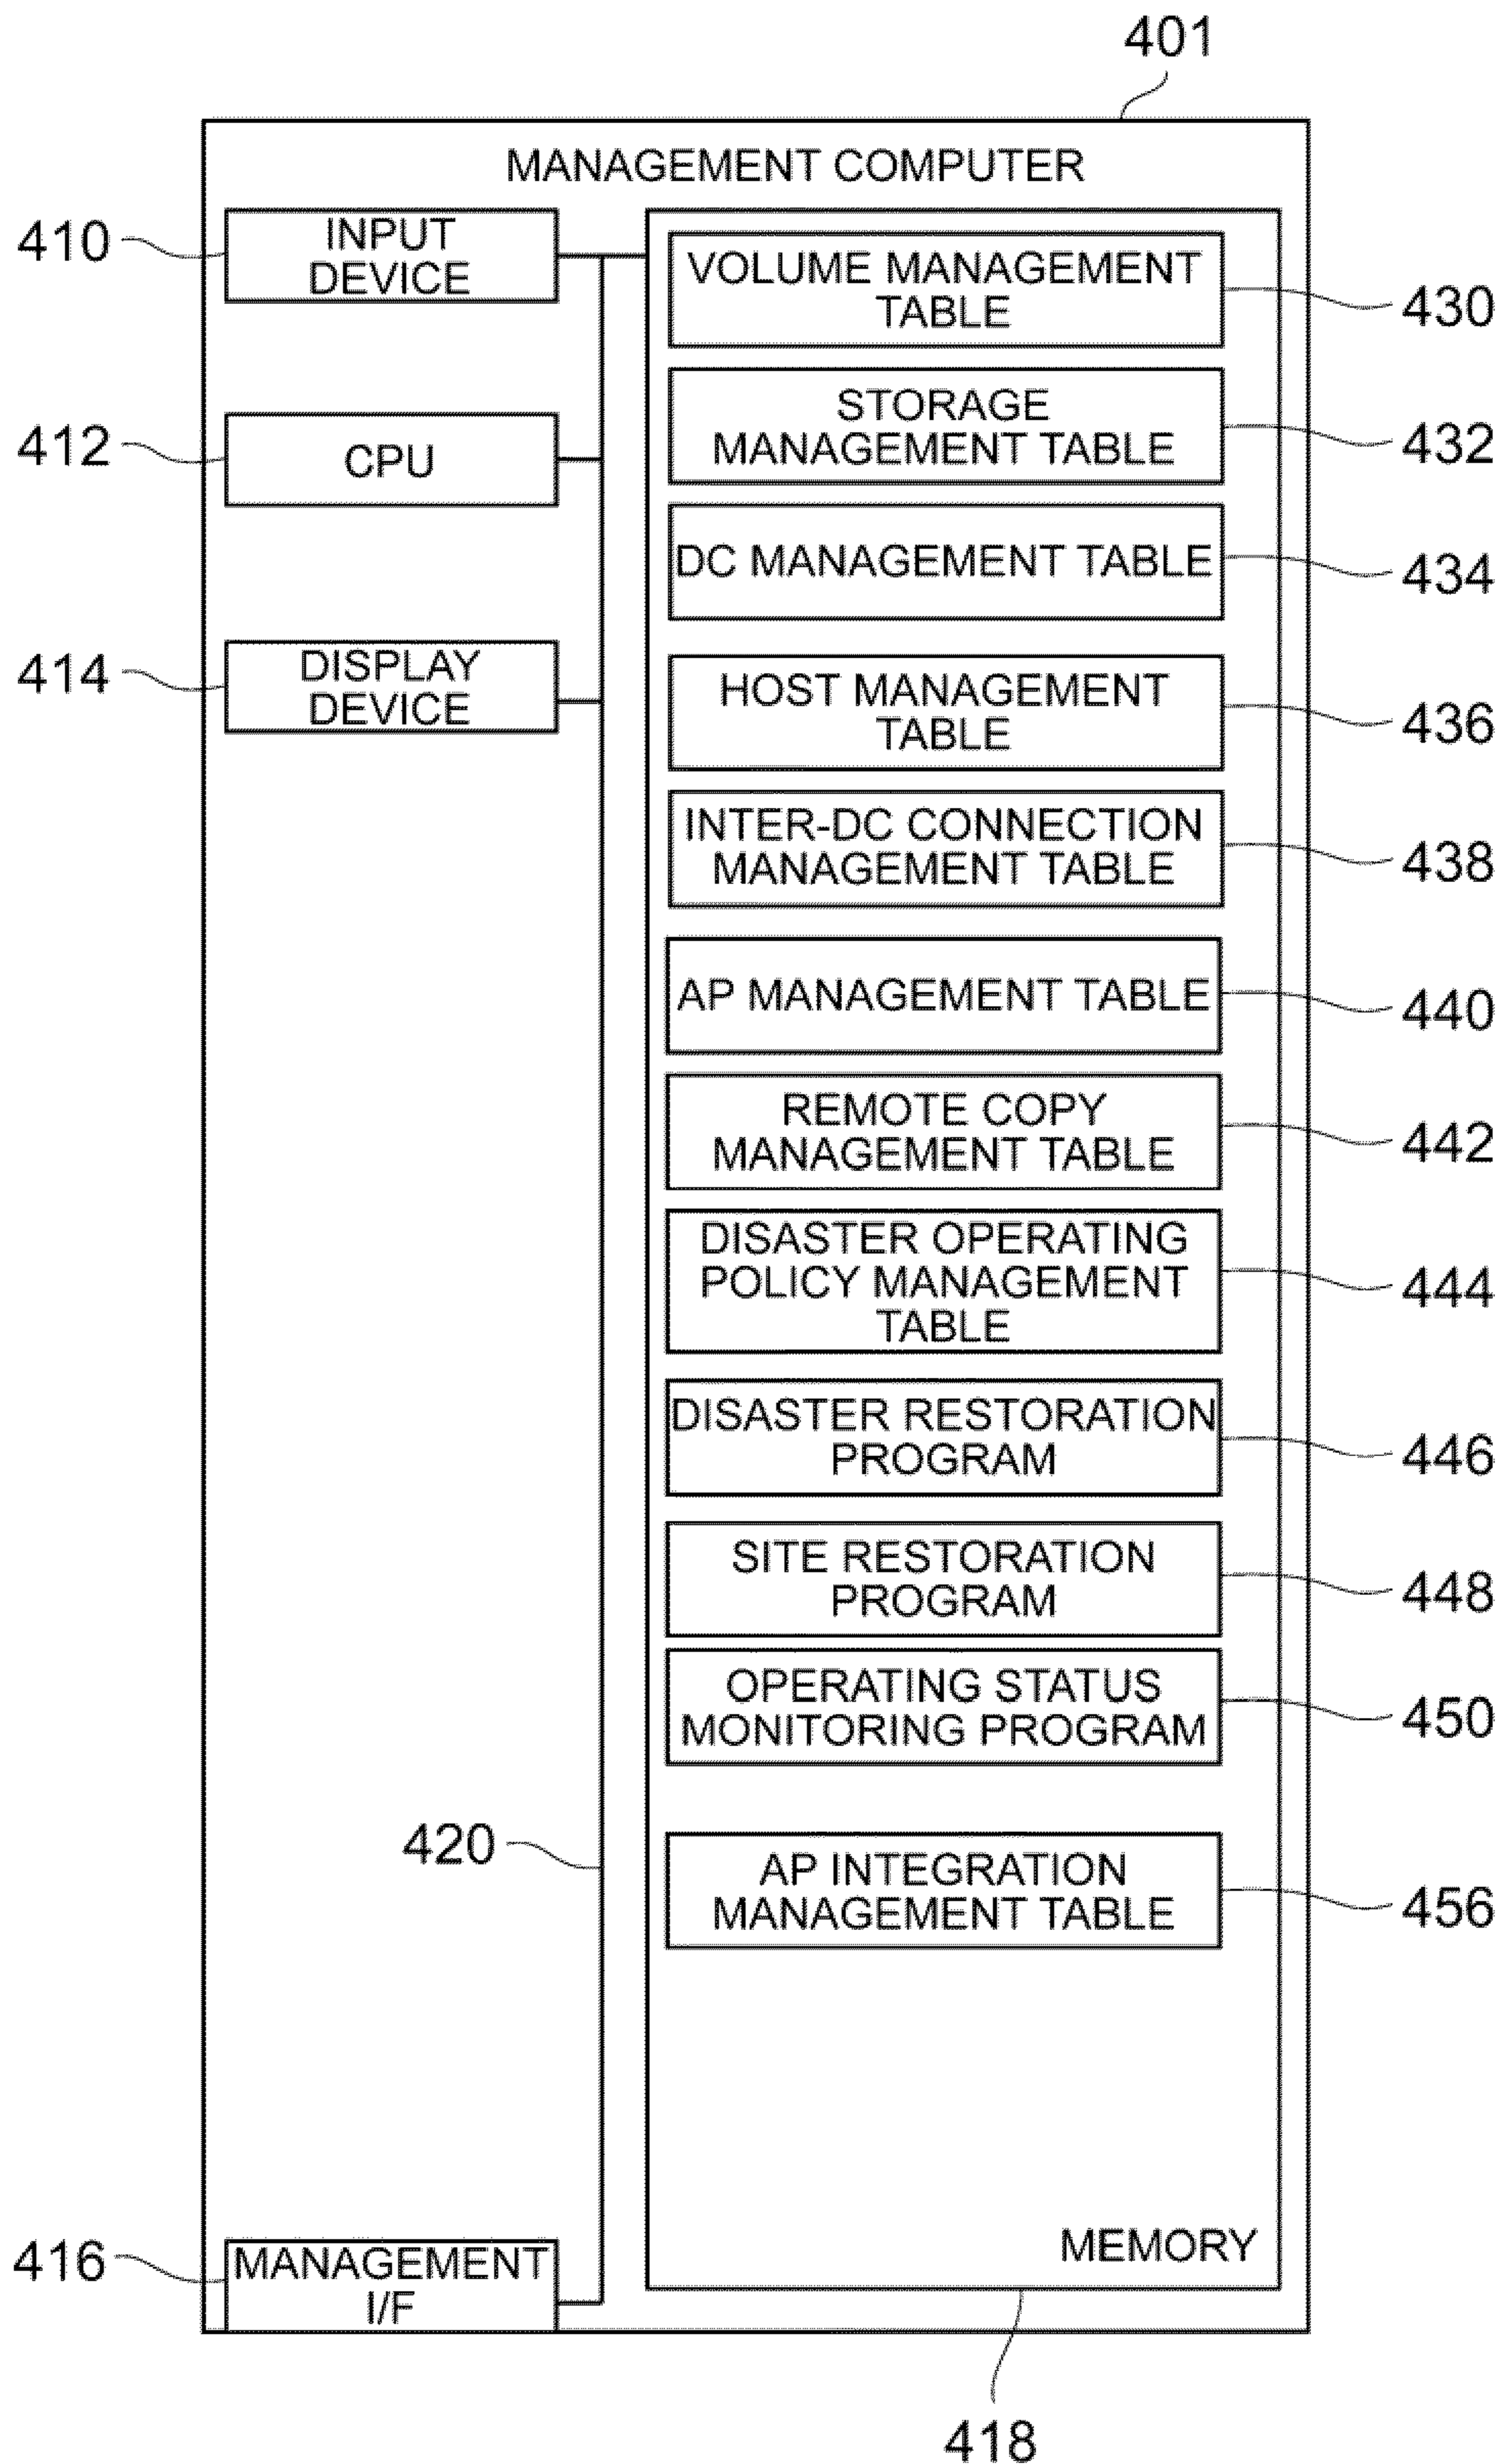 401
MANAGEMENT COMPUTER
410
INPUT
DEVICE
412
CPU
414
DISPLAY
DEVICE
420
416
MANAGEMENT
I/F
VOLUME MANAGEMENT
TABLE
430
STORAGE
MANAGEMENT TABLE
432
DC MANAGEMENT TABLE
434
HOST MANAGEMENT
TABLE
436
INTER-DC CONNECTION
MANAGEMENT TABLE
438
AP MANAGEMENT TABLE
440
REMOTE COPY
MANAGEMENT TABLE
442
DISASTER OPERATING
POLICY MANAGEMENT
TABLE
444
DISASTER RESTORATION
PROGRAM
446
SITE RESTORATION
PROGRAM
448
OPERATING STATUS
MONITORING PROGRAM
450
AP INTEGRATION
MANAGEMENT TABLE
456
MEMORY
418